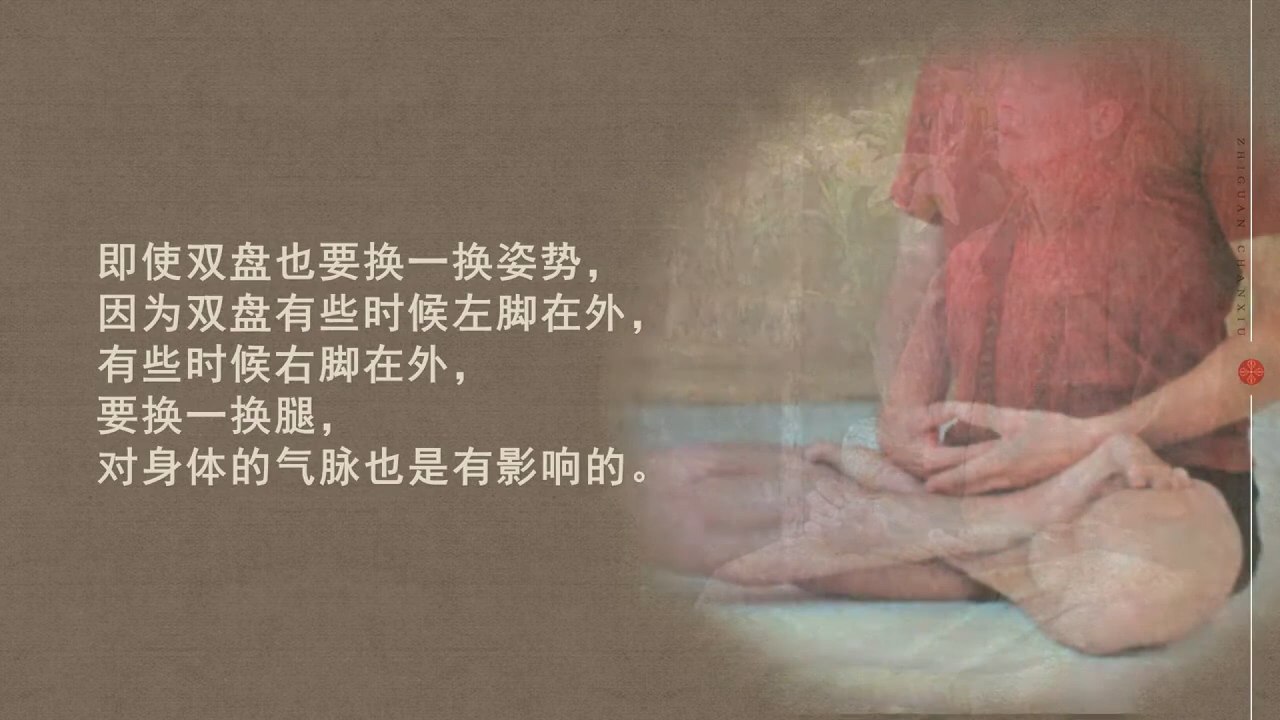 即使双盘也要换一换姿势，
因为双盘有些时候左脚在外，
有些时候右脚在外，
要换一换腿，
对身体的气脉也是有影响的。
ZHIGUAN CHANXIU